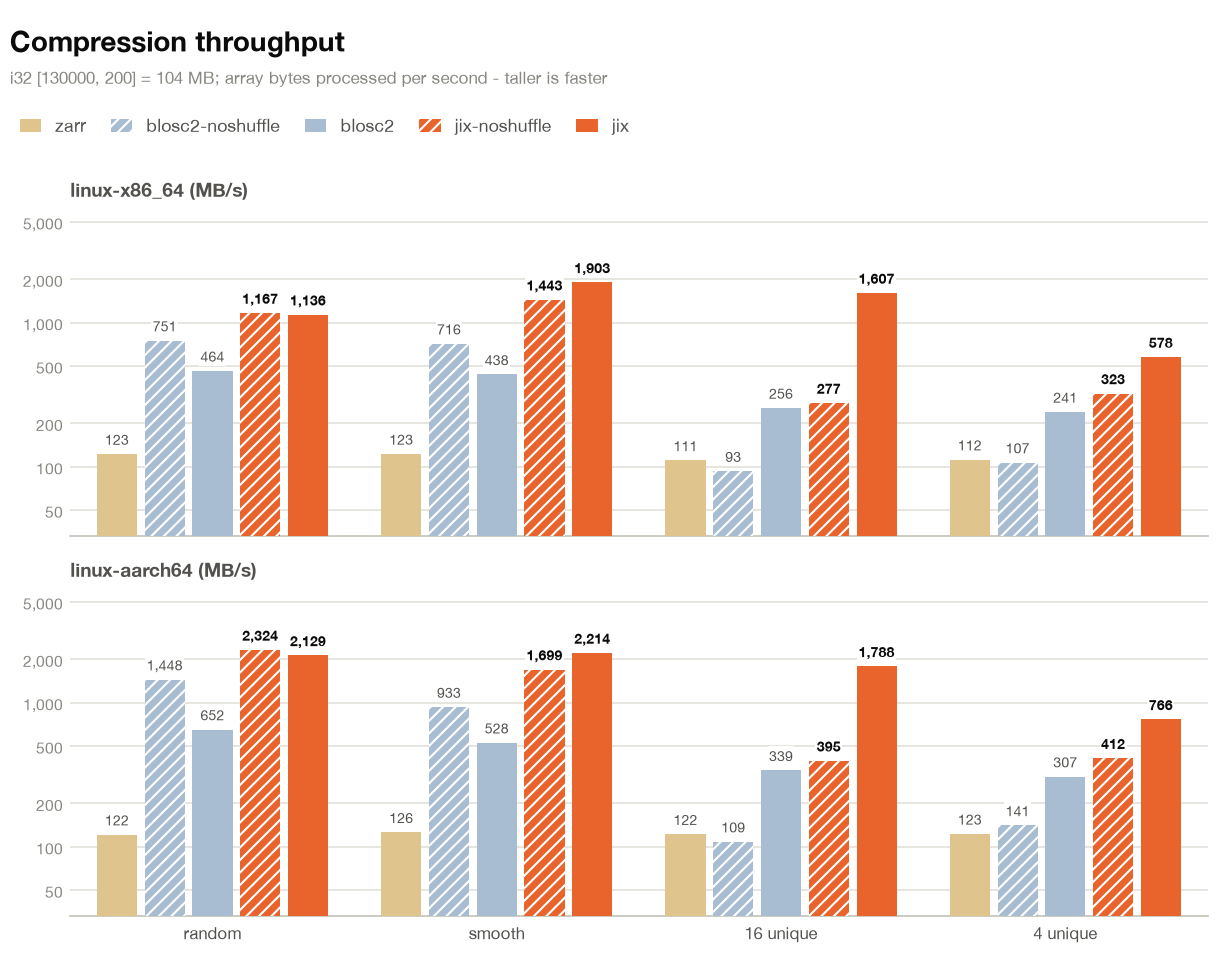 Compression throughput
i32 [130000, 200] = 104 MB; array bytes processed per second - taller is faster
zarr blosc2-noshuffle blosc2 jix-noshuffle jix
linux-x86_64 (MB/s)
5,000
2,000
1,000
500
200
100
50
123 751 464 1,167 1,136
123 716 438 1,443 1,903
111 93 256 277 1,607
112 107 241 323 578
linux-aarch64 (MB/s)
5,000
2,000
1,000
500
200
100
50
122 1,448 652 2,324 2,129
126 933 528 1,699 2,214
122 109 339 395 1,788
123 141 307 412 766
random smooth 16 unique 4 unique